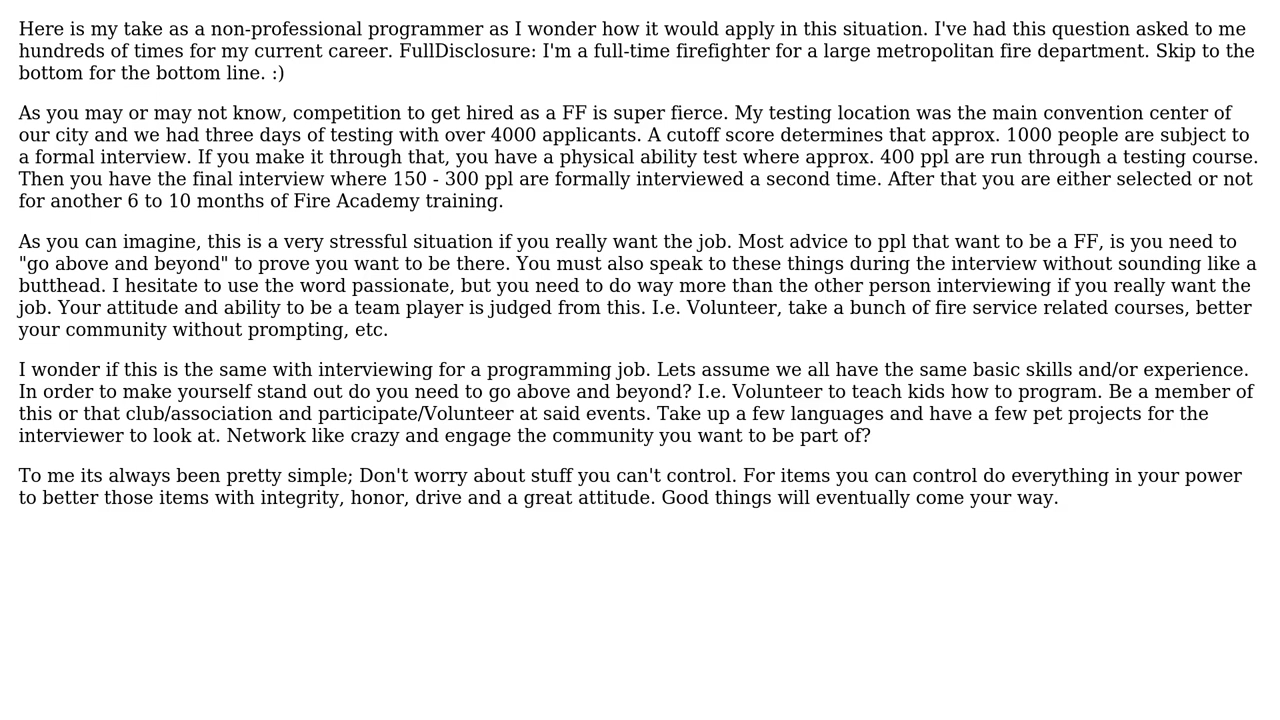 Here is my take as a non-professional programmer as I wonder how it would apply in this situation. I've had this question asked to me
hundreds of times for my current career. FullDisclosure: I'm a full-time firefighter for a large metropolitan fire department. Skip to the
bottom for the bottom line. :)
As you may or may not know, competition to get hired as a FF is super fierce. My testing location was the main convention center of
our city and we had three days of testing with over 4000 applicants. A cutoff score determines that approx. 1000 people are subject to
a formal interview. If you make it through that, you have a physical ability test where approx. 400 ppl are run through a testing course.
Then you have the final interview where 150 - 300 ppl are formally interviewed a second time. After that you are either selected or not
for another 6 to 10 months of Fire Academy training.
As you can imagine, this is a very stressful situation if you really want the job. Most advice to ppl that want to be a FF, is you need to
"go above and beyond" to prove you want to be there. You must also speak to these things during the interview without sounding like a
butthead. I hesitate to use the word passionate, but you need to do way more than the other person interviewing if you really want the
job. Your attitude and ability to be a team player is judged from this. I.e. Volunteer, take a bunch of fire service related courses, better
your community without prompting, etc.
I wonder if this is the same with interviewing for a programming job. Lets assume we all have the same basic skills and/or experience.
In order to make yourself stand out do you need to go above and beyond? I.e. Volunteer to teach kids how to program. Be a member of
this or that club/association and participate/Volunteer at said events. Take up a few languages and have a few pet projects for the
interviewer to look at. Network like crazy and engage the community you want to be part of?
To me its always been pretty simple; Don't worry about stuff you can't control. For items you can control do everything in your power
to better those items with integrity, honor, drive and a great attitude. Good things will eventually come your way.